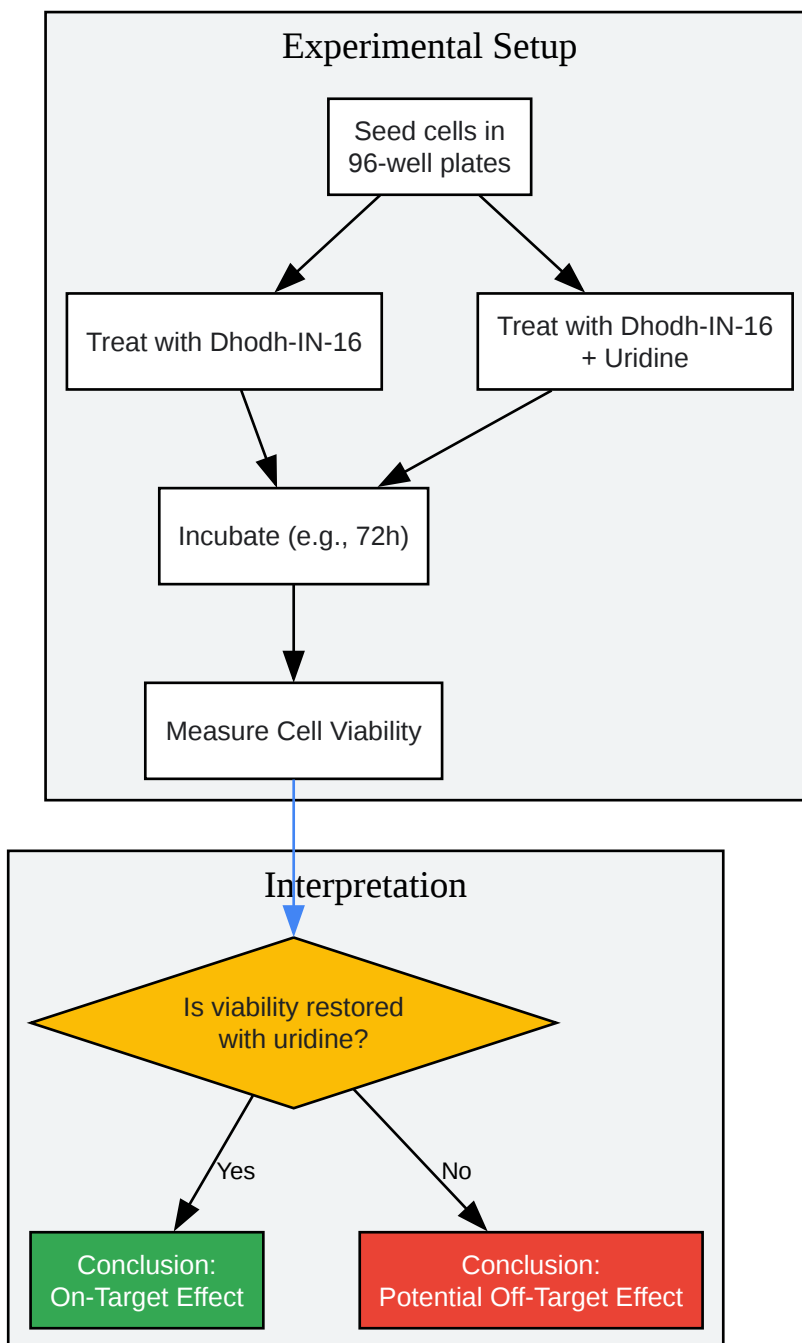 Experimental Setup
Seed cells in
96-well plates
Treat with Dhodh-IN-16
Treat with Dhodh-IN-16
+ Uridine
Incubate (e.g., 72h)
Measure Cell Viability
Interpretation
Is viability restored
with uridine?
Yes
No
Conclusion:
On-Target Effect
Conclusion:
Potential Off-Target Effect